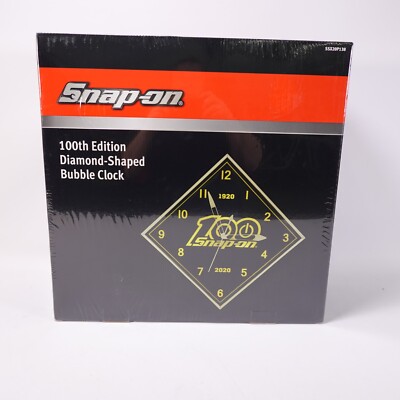 SSX20P138
Snap-on
100th Edition
Diamond-Shaped
Bubble Clock
12
11
1
1920
10
2
100
9
3
Snap-on
8
4
7
2020
5
6